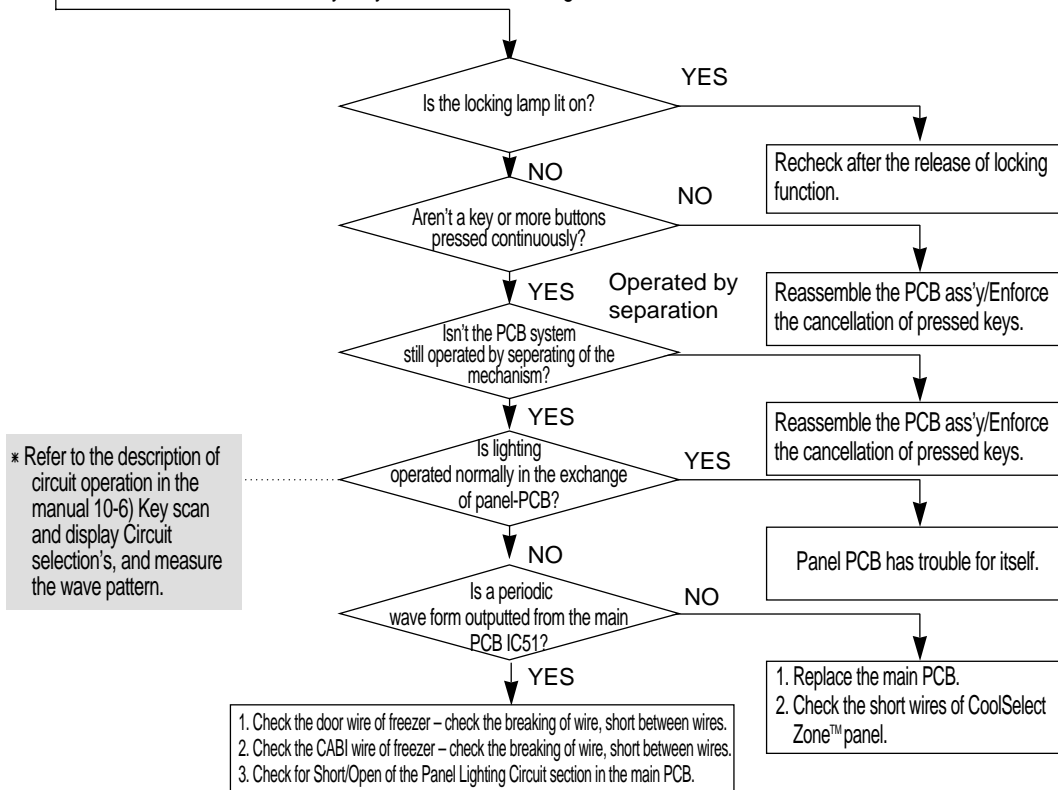 Is the locking lamp lit on?
YES
Recheck after the release of locking
function.
NO
Aren't a key or more buttons
pressed continuously?
NO
Reassemble the PCB ass'y/Enforce
the cancellation of pressed keys.
YES
Operated by
separation
Isn't the PCB system
still operated by seperating of the
mechanism?
Reassemble the PCB ass'y/Enforce
the cancellation of pressed keys.
YES
* Refer to the description of
circuit operation in the
manual 10-6) Key scan
and display Circuit
selection's, and measure
the wave pattern.
Is lighting
operated normally in the exchange
of panel-PCB?
YES
Panel PCB has trouble for itself.
NO
Is a periodic
wave form outputted from the main
PCB IC51?
NO
1. Replace the main PCB.
2. Check the short wires of CoolSelect
Zone™ panel.
YES
1. Check the door wire of freezer – check the breaking of wire, short between wires.
2. Check the CABI wire of freezer – check the breaking of wire, short between wires.
3. Check for Short/Open of the Panel Lighting Circuit section in the main PCB.